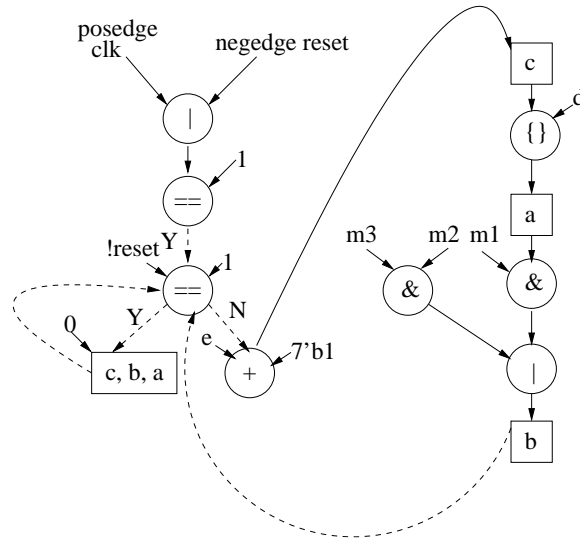 posedge
clk
negedge reset
c
d
|
{}
1
==
a
Y
!reset
1
m3
m2
m1
==
&
&
Y
N
0
e
7'b1
c, b, a
+
|
b